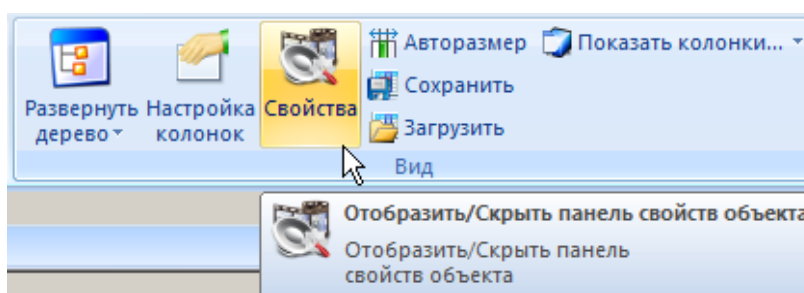 Развернуть дерево
Настройка колонок
Свойства
Авторазмер
Показать колонки...
Сохранить
Загрузить
Вид
Отобразить/Скрыть панель свойств объекта
Отобразить/Скрыть панель
свойств объекта